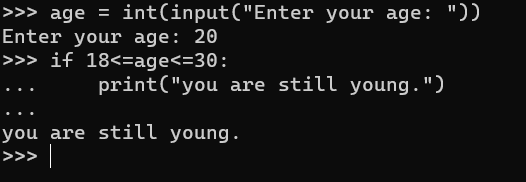 >>> age = int(input("Enter your age: "))
Enter your age: 20
>>> if 18<=age<=30:
...     print("you are still young.")
...
you are still young.
>>>